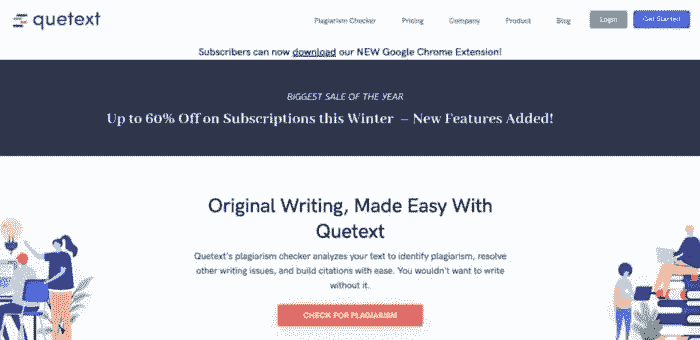 quetext
Plagiarism Checker Pricing Company Product Blog Login Get Started
Subscribers can now download our NEW Google Chrome Extension!
BIGGEST SALE OF THE YEAR
Up to 60% Off on Subscriptions this Winter – New Features Added!
Original Writing, Made Easy With
Quetext
Quetext's plagiarism checker analyzes your text to identify plagiarism, resolve
other writing issues, and build citations with ease. You wouldn't want to write
without it.
CHECK FOR PLAGIARISM